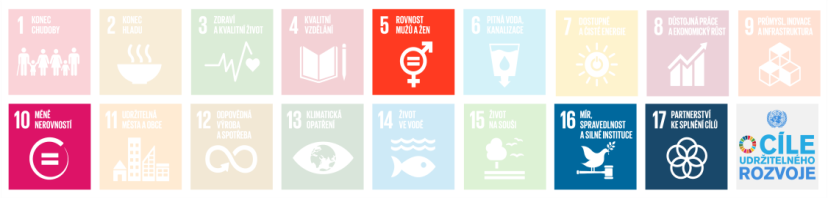 1 KONEC
CHUDOBY
2 KONEC
HLADU
3 ZDRAVÍ
A KVALITNÍ ŽIVOT
4 KVALITNÍ
VZDĚLÁNÍ
5 ROVNOST
MUŽŮ A ŽEN
6 PITNÁ VODA,
KANALIZACE
7 DOSTUPNÉ
A ČISTÉ ENERGIE
8 DŮSTOJNÁ PRÁCE
A EKONOMICKÝ RŮST
9 PRŮMYSL, INOVACE
A INFRASTRUKTURA
10 MÉNĚ
NEROVNOSTÍ
11 UDRŽITELNÁ
MĚSTA A OBCE
12 ODPOVĚDNÁ
VÝROBA
A SPOTŘEBA
13 KLIMATICKÁ
OPATŘENÍ
14 ŽIVOT
VE VODĚ
15 ŽIVOT
NA SOUŠI
16 MÍR,
SPRAVEDLNOST
A SILNÉ INSTITUCE
17 PARTNERSTVÍ
KE SPLNĚNÍ CÍLŮ
CÍLE
UDRŽITELNÉHO
ROZVOJE